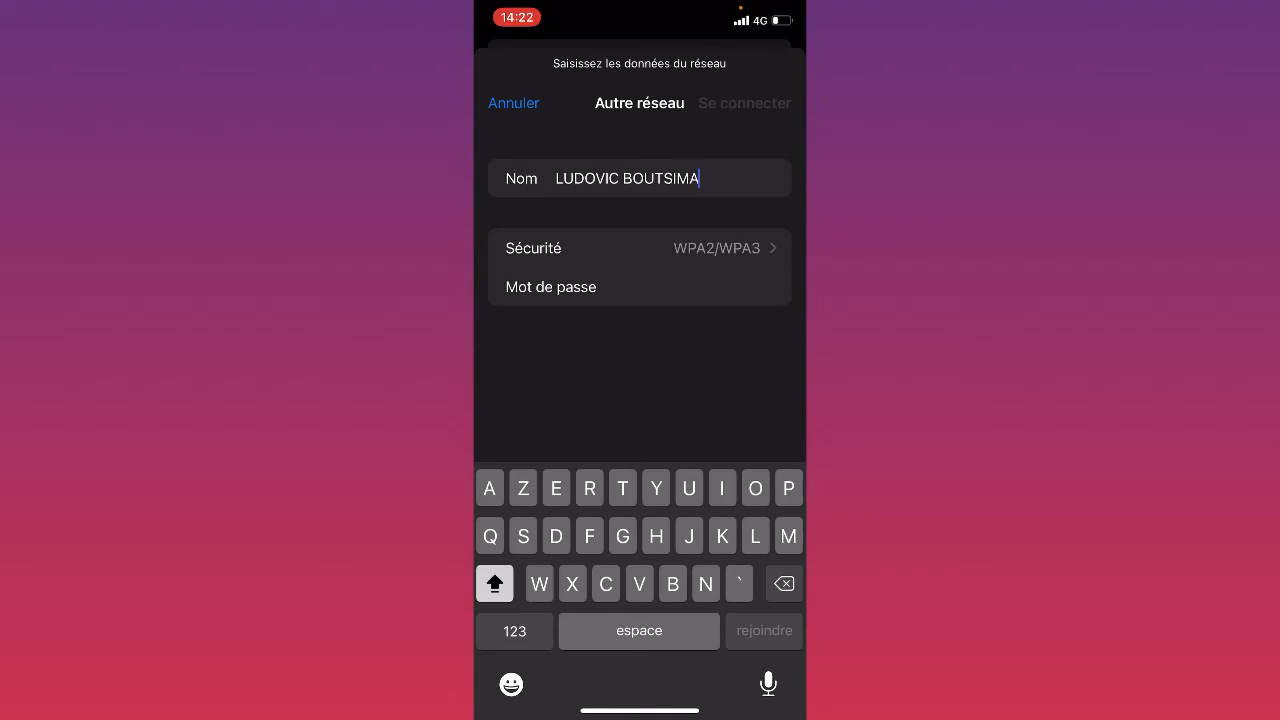 14:22
4G
Saisissez les données du réseau
Annuler Autre réseau Se connecter
Nom LUDOVIC BOUTSIMA
Sécurité WPA2/WPA3
Mot de passe
A Z E R T Y U I O P
Q S D F G H J K L M
W X C V B N `
123 espace rejoindre